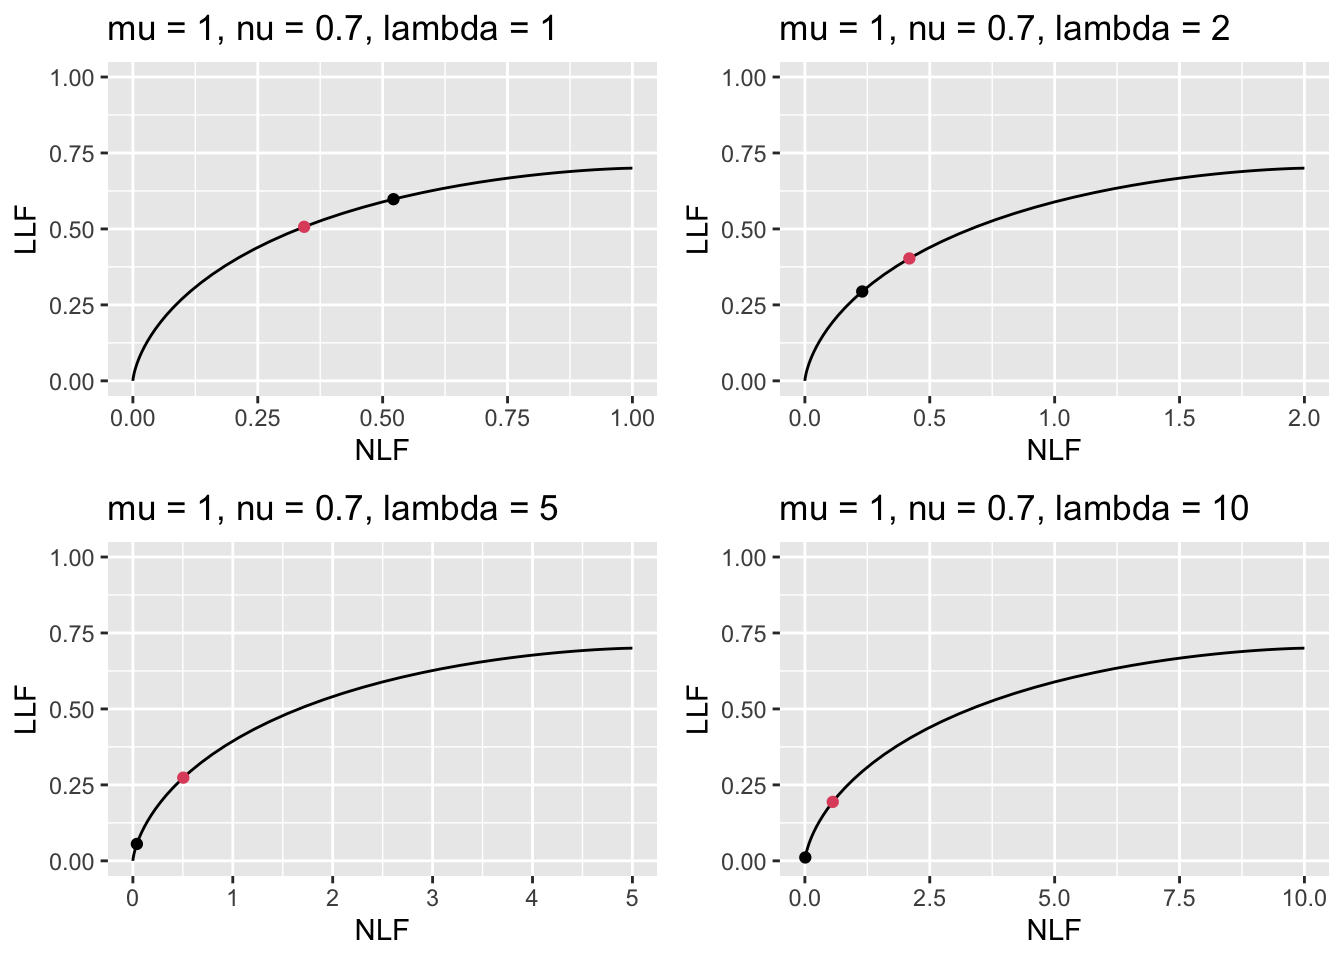 mu = 1, nu = 0.7, lambda = 1
1.00
0.75
0.50
0.25
0.00
LLF
0.00 0.25 0.50 0.75 1.00
NLF
mu = 1, nu = 0.7, lambda = 2
1.00
0.75
0.50
0.25
0.00
LLF
0.0 0.5 1.0 1.5 2.0
NLF
mu = 1, nu = 0.7, lambda = 5
1.00
0.75
0.50
0.25
0.00
LLF
0 1 2 3 4 5
NLF
mu = 1, nu = 0.7, lambda = 10
1.00
0.75
0.50
0.25
0.00
LLF
0.0 2.5 5.0 7.5 10.0
NLF